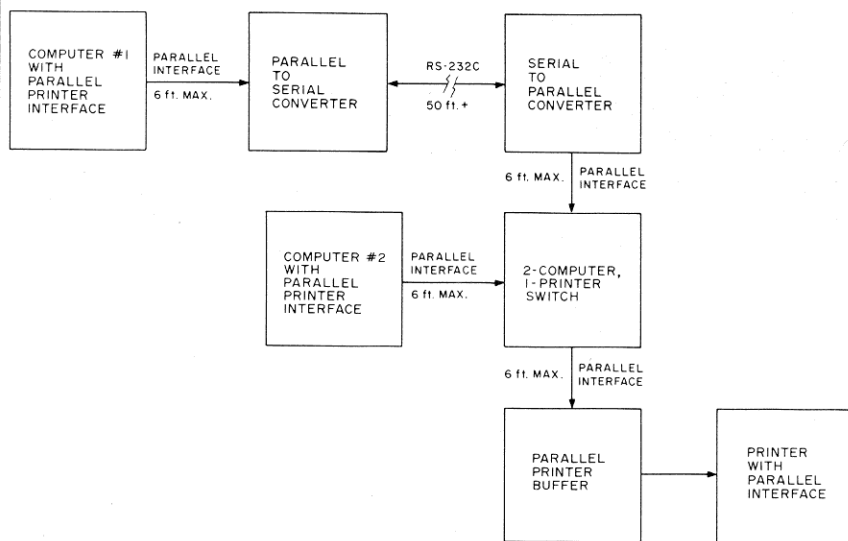 COMPUTER #1
WITH
PARALLEL
PRINTER
INTERFACE
PARALLEL
INTERFACE
6 ft. MAX.
PARALLEL
TO
SERIAL
CONVERTER
RS-232C
50 ft. +
SERIAL
TO
PARALLEL
CONVERTER
6 ft. MAX.
PARALLEL
INTERFACE
COMPUTER #2
WITH
PARALLEL
PRINTER
INTERFACE
PARALLEL
INTERFACE
6 ft. MAX.
2-COMPUTER,
1-PRINTER
SWITCH
6 ft. MAX.
PARALLEL
INTERFACE
PARALLEL
PRINTER
BUFFER
PRINTER
WITH
PARALLEL
INTERFACE